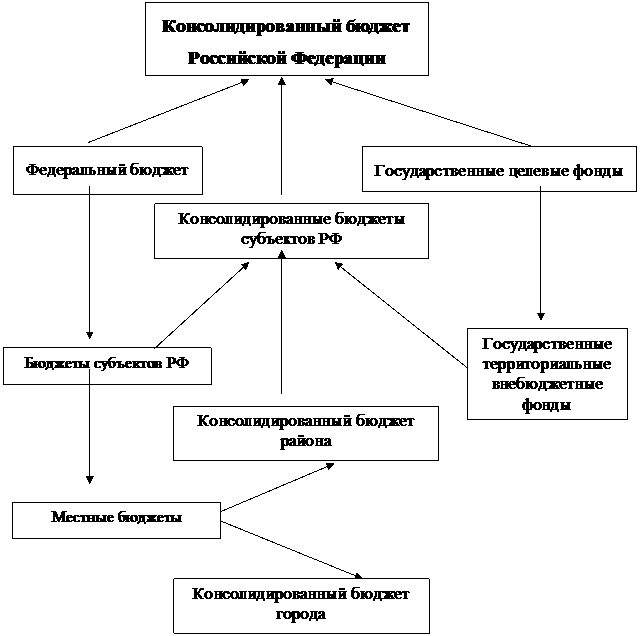 Консолидированный бюджет
Российской Федерации
Федеральный бюджет
Государственные целевые фонды
Консолидированные бюджеты
субъектов РФ
Бюджеты субъектов РФ
Государственные
территориальные
внебюджетные
фонды
Консолидированный бюджет
района
Местные бюджеты
Консолидированный бюджет
города